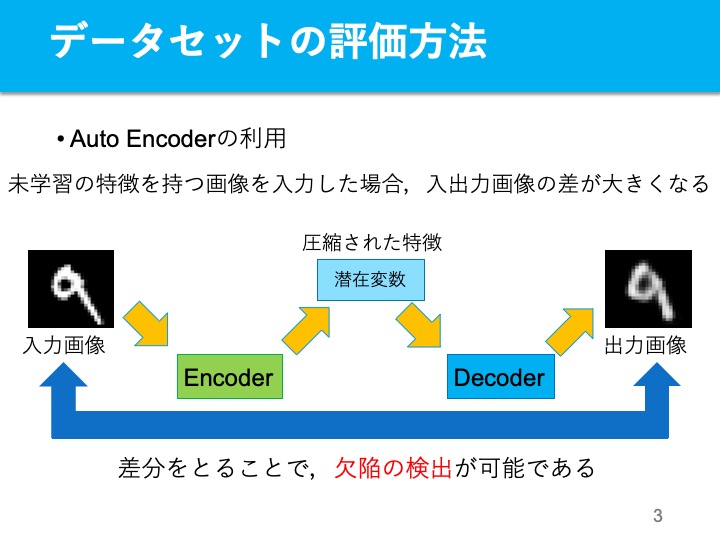 データセットの評価方法
• Auto Encoderの利用
未学習の特徴を持つ画像を入力した場合，入出力画像の差が大きくなる
圧縮された特徴
潜在変数
入力画像
出力画像
Encoder
Decoder
差分をとることで，欠陥の検出が可能である
3